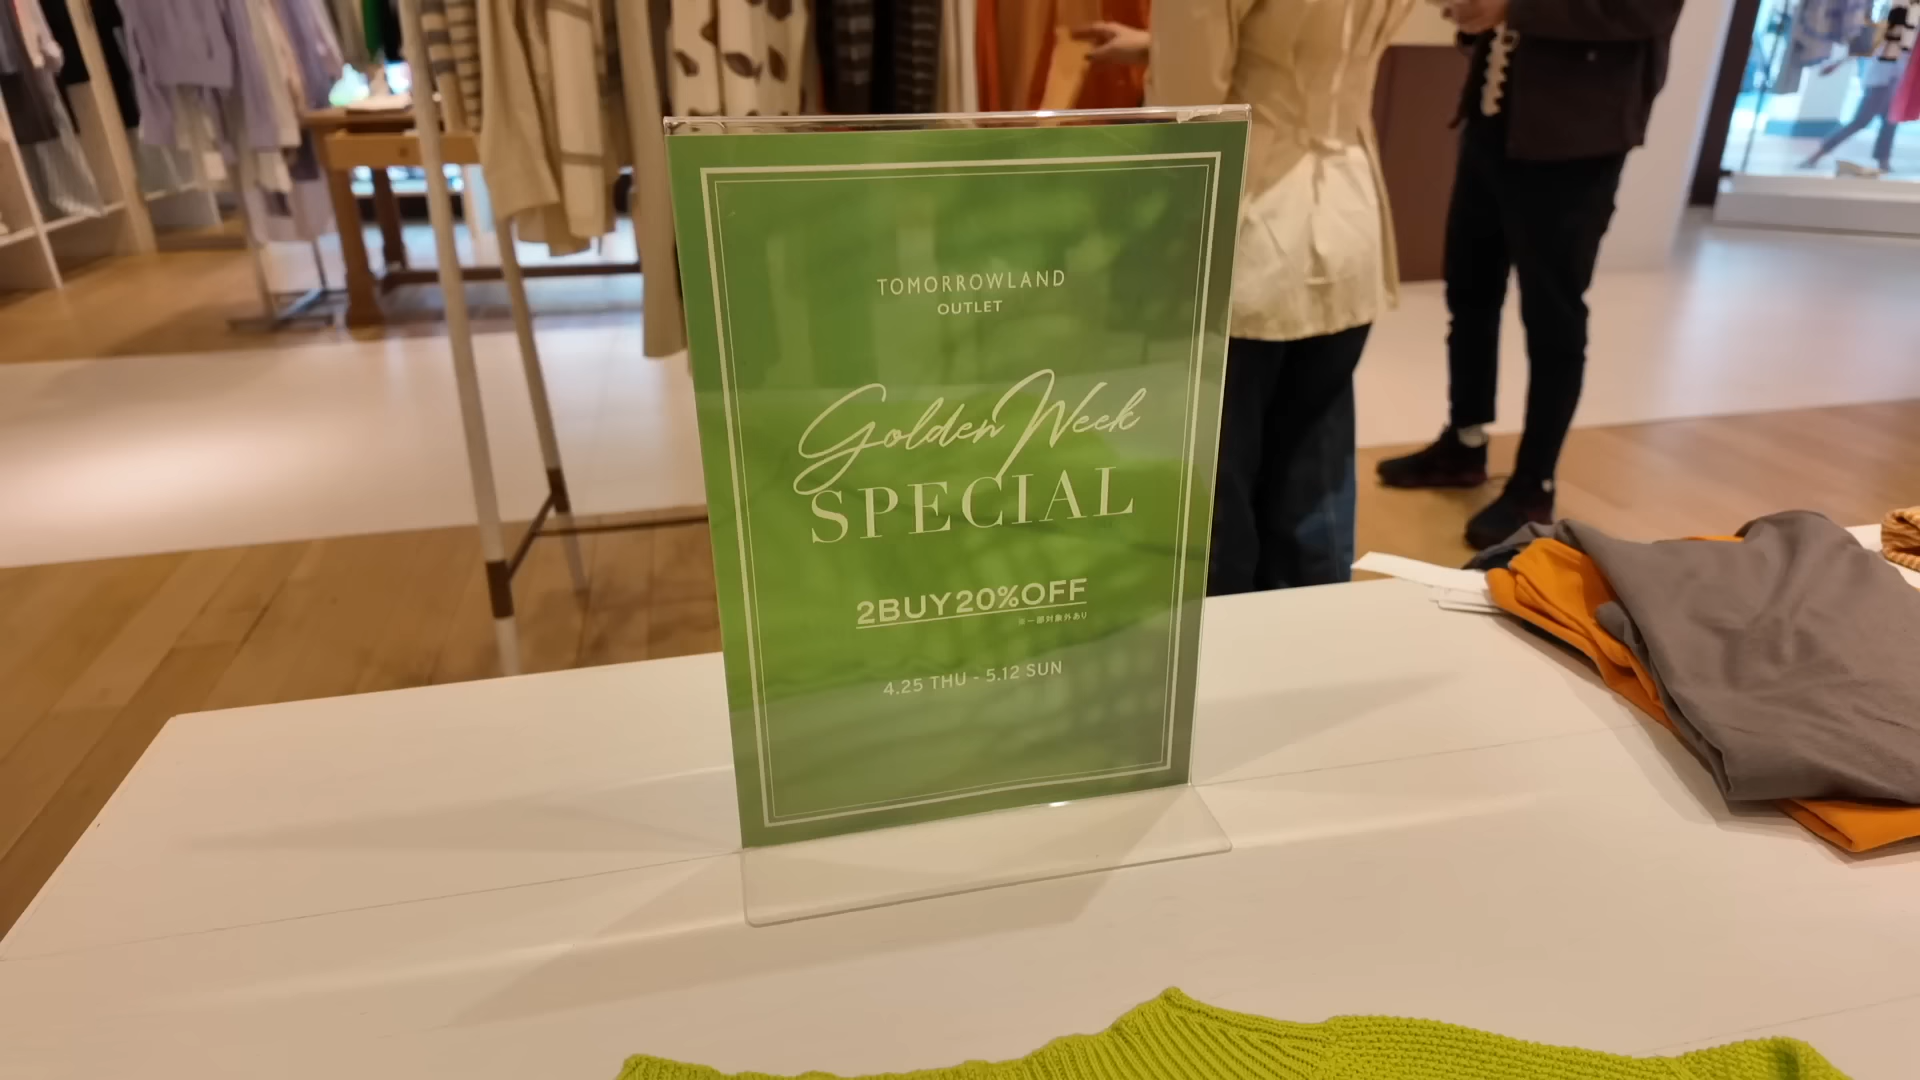 TOMORROWLAND
OUTLET
Golden Week
SPECIAL
2BUY20%OFF
※一部対象外あり
4.25 THU - 5.12 SUN